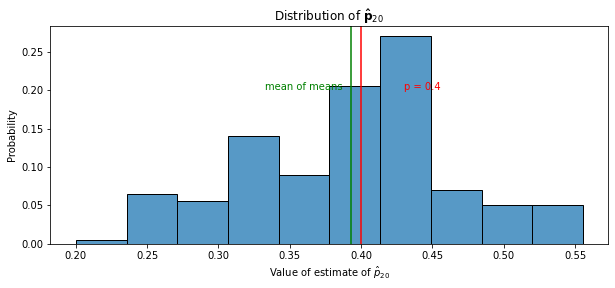 Distribution of p̂₂₀
0.25
0.20
0.15
0.10
0.05
0.00
Probability
mean of means
p = 0.4
0.20 0.25 0.30 0.35 0.40 0.45 0.50 0.55
Value of estimate of p̂₂₀